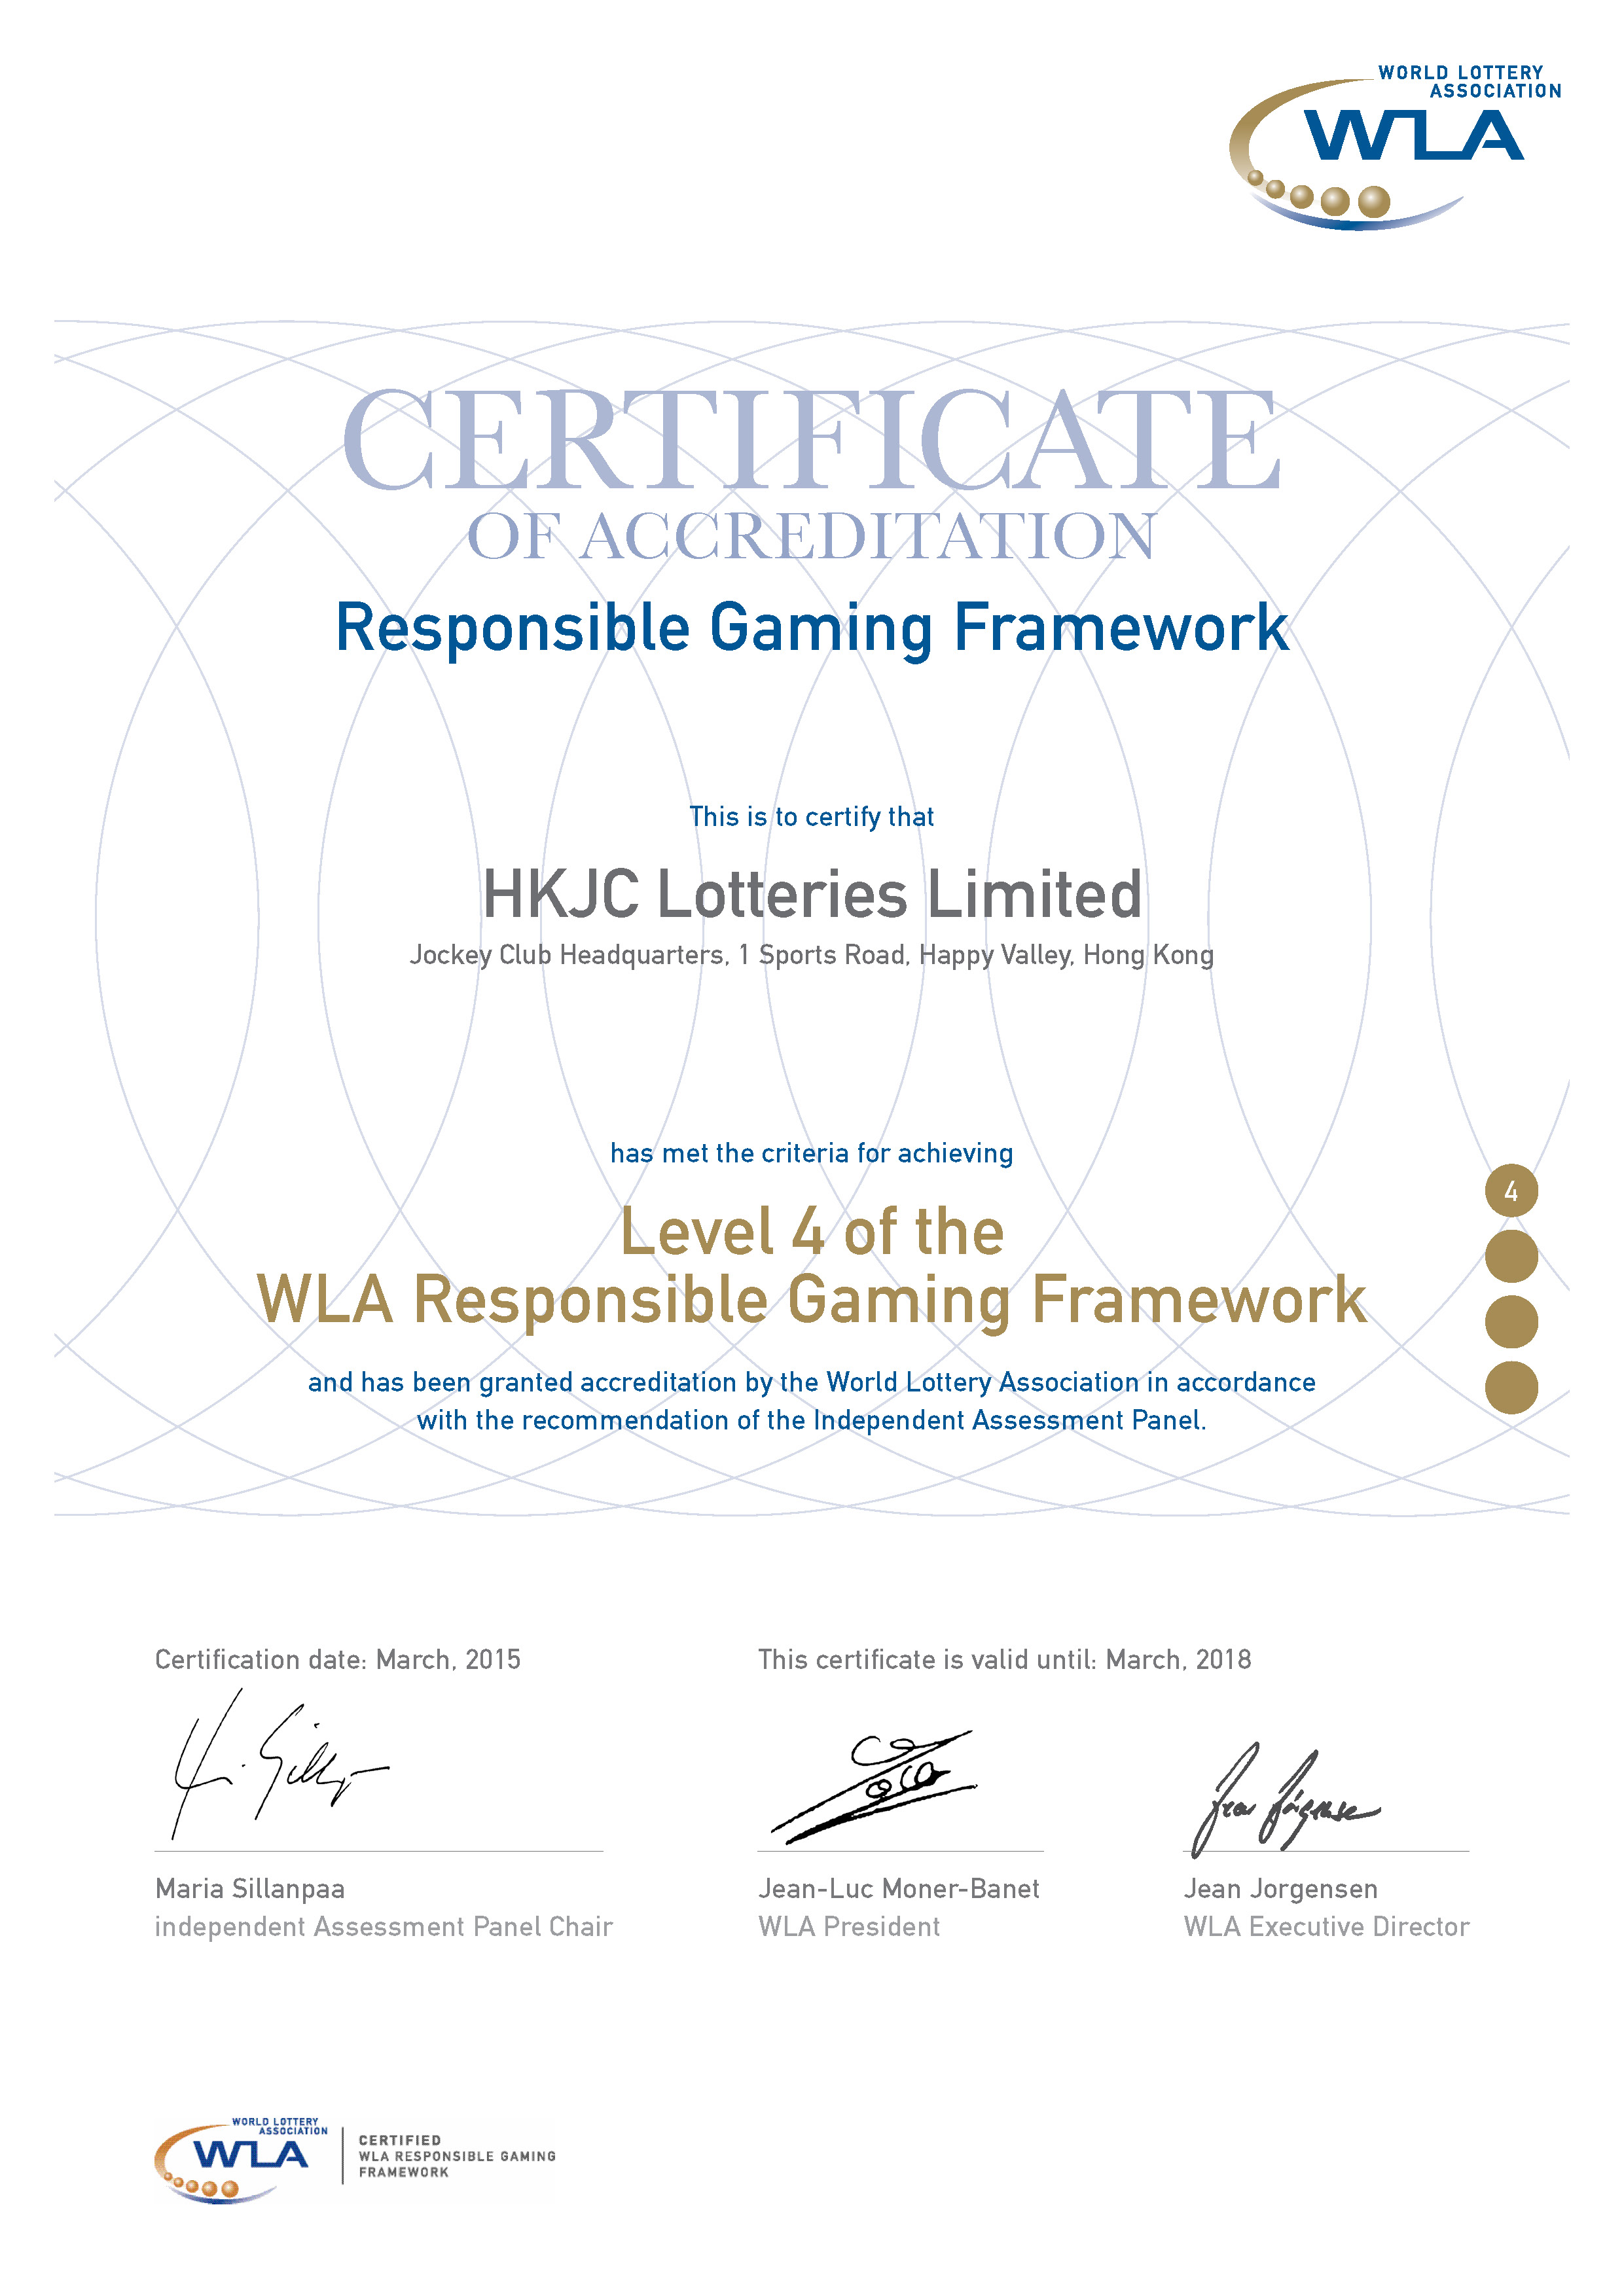 WORLD LOTTERY
ASSOCIATION
WLA
CERTIFICATE
OF ACCREDITATION
Responsible Gaming Framework
This is to certify that
HKJC Lotteries Limited
Jockey Club Headquarters, 1 Sports Road, Happy Valley, Hong Kong
has met the criteria for achieving
4
Level 4 of the
WLA Responsible Gaming Framework
and has been granted accreditation by the World Lottery Association in accordance
with the recommendation of the Independent Assessment Panel.
Certification date: March, 2015
This certificate is valid until: March, 2018
Maria Sillanpaa
independent Assessment Panel Chair
Jean-Luc Moner-Banet
WLA President
Jean Jorgensen
WLA Executive Director
WORLD LOTTERY
ASSOCIATION
WLA
CERTIFIED
WLA RESPONSIBLE GAMING
FRAMEWORK